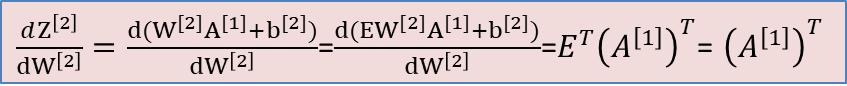 dZ^[2]/dW^[2] = d(W^[2]A^[1]+b^[2])/dW^[2] = d(EW^[2]A^[1]+b^[2])/dW^[2] = E^T(A^[1])^T = (A^[1])^T